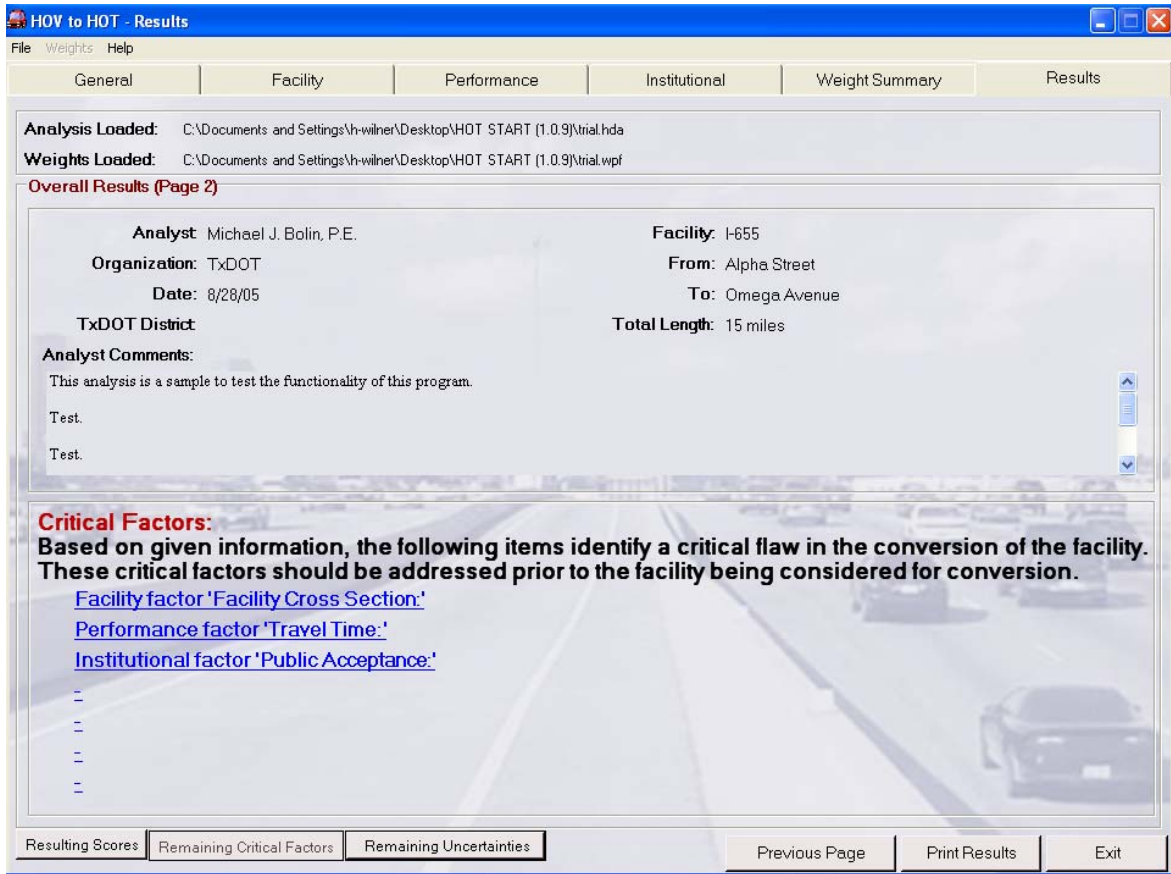 HOV to HOT - Results
File Weights Help
General Facility Performance Institutional Weight Summary Results
Analysis Loaded: C:\Documents and Settings\h-wilner\Desktop\HOT START (1.0.9)\trial.hda
Weights Loaded: C:\Documents and Settings\h-wilner\Desktop\HOT START (1.0.9)\trial.wpf
Overall Results (Page 2)
Analyst: Michael J. Bolin, P.E. Facility: I-655
Organization: TxDOT From: Alpha Street
Date: 8/28/05 To: Omega Avenue
TxDOT District: Total Length: 15 miles
Analyst Comments:
This analysis is a sample to test the functionality of this program.
Test.
Test.
Critical Factors:
Based on given information, the following items identify a critical flaw in the conversion of the facility.
These critical factors should be addressed prior to the facility being considered for conversion.
Facility factor 'Facility Cross Section:'
Performance factor 'Travel Time:'
Institutional factor 'Public Acceptance:'
-
-
-
-
Resulting Scores Remaining Critical Factors Remaining Uncertainties Previous Page Print Results Exit